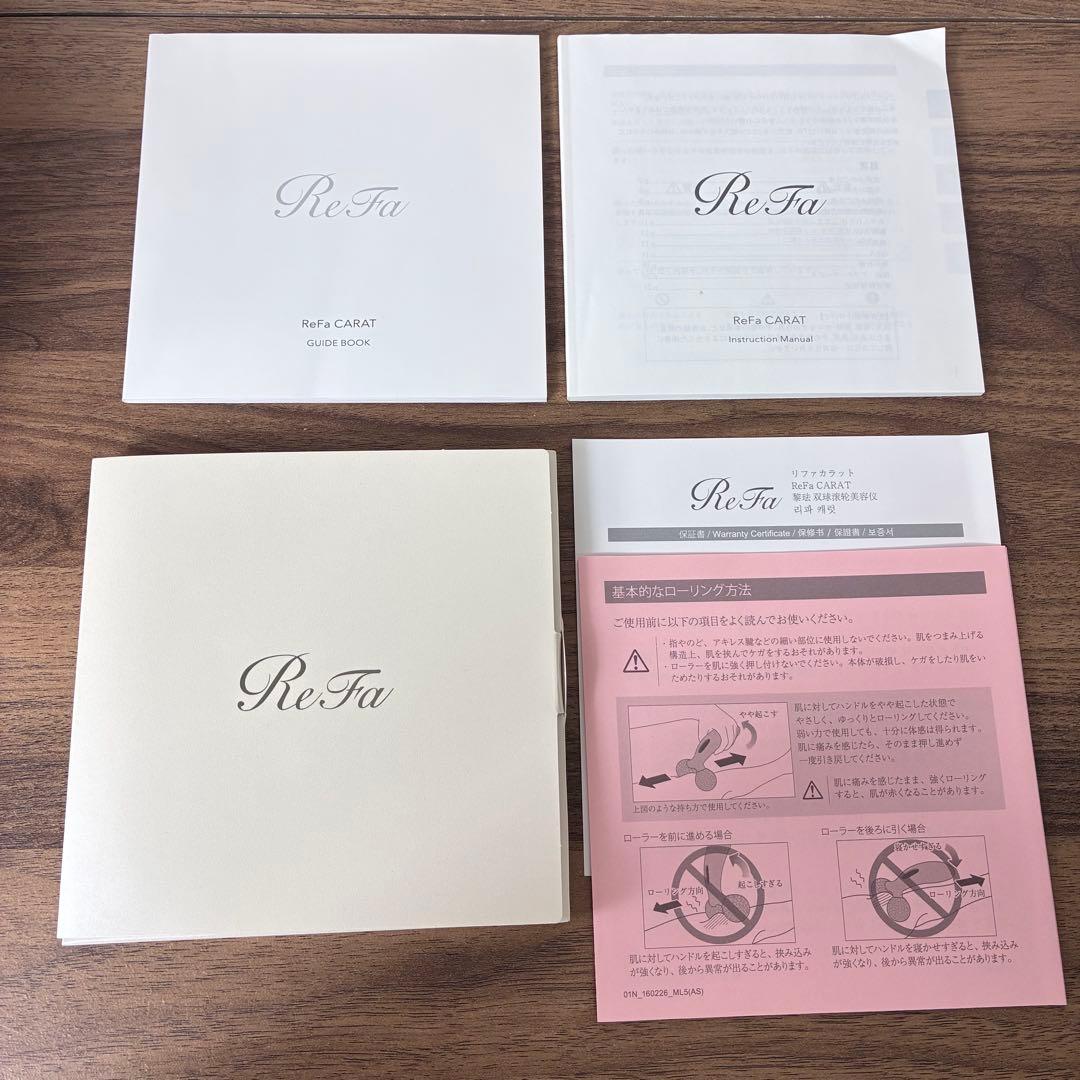 ReFa
ReFa CARAT
GUIDE BOOK
ReFa
ReFa CARAT
Instruction Manual
ReFa
ReFa
リファカラット
ReFa CARAT
黎珐 双球滚轮美容仪
리파 캐럿
保証書 / Warranty Certificate / 保修书 / 保證書 / 보증서
基本的なローリング方法
ご使用前に以下の項目をよく読んでお使いください。
・指やのど、アキレス腱などの細い部位に使用しないでください。肌をつまみ上げる
構造上、肌を挟んでケガをするおそれがあります。
・ローラーを肌に強く押し付けないでください。本体が破損し、ケガをしたり肌をい
ためたりするおそれがあります。
やや起こす
上図のような持ち方で使用してください。
肌に対してハンドルをやや起こした状態で
やさしく、ゆっくりとローリングしてください。
弱い力で使用しても、十分に体感は得られます。
肌に痛みを感じたら、そのまま押し進めず
一度引き戻してください。
肌に痛みを感じたまま、強くローリング
すると、肌が赤くなることがあります。
ローラーを前に進める場合
ローリング方向
起こしすぎる
肌に対してハンドルを起こしすぎると、挟み込み
が強くなり、後から異常が出ることがあります。
ローラーを後ろに引く場合
寝かせすぎる
ローリング方向
肌に対してハンドルを寝かせすぎると、挟み込み
が強くなり、後から異常が出ることがあります。
01N_160226_ML5(AS)